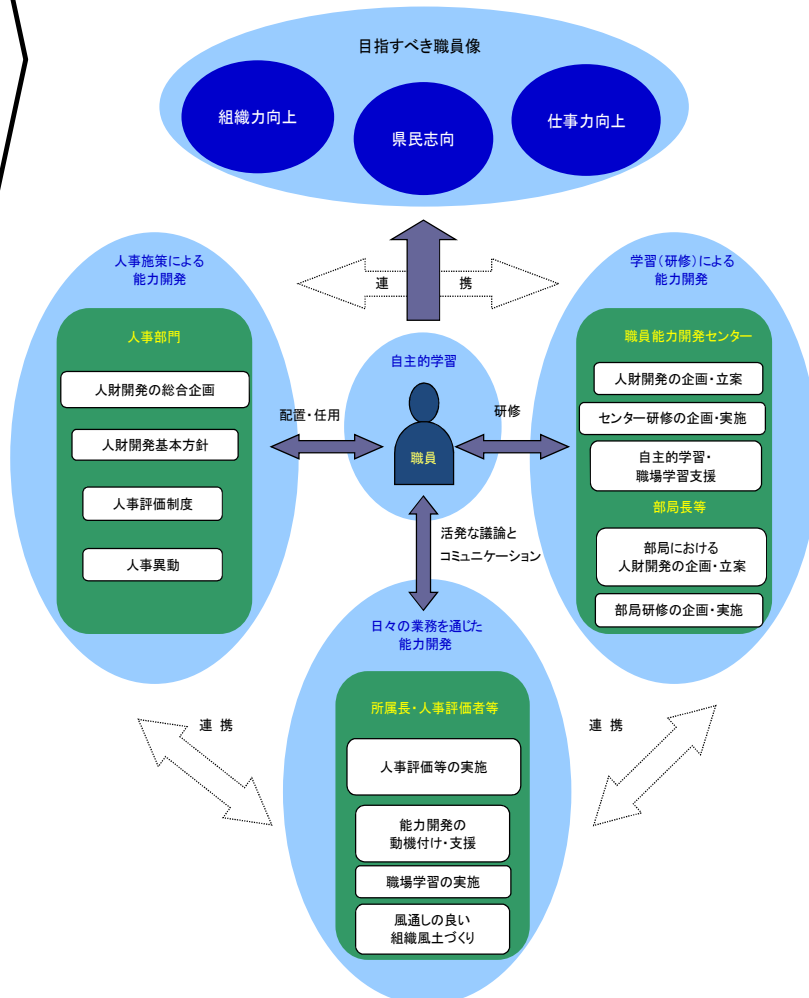 目指すべき職員像
組織力向上
県民志向
仕事力向上
人事施策による
能力開発
人事部門
人財開発の総合企画
人財開発基本方針
人事評価制度
人事異動
連 携
学習(研修)による
能力開発
職員能力開発センター
人財開発の企画・立案
センター研修の企画・実施
自主的学習・
職場学習支援
部局長等
部局における
人財開発の企画・立案
部局研修の企画・実施
自主的学習
職員
配置・任用
研修
活発な議論と
コミュニケーション
日々の業務を通じた
能力開発
所属長・人事評価者等
人事評価等の実施
能力開発の
動機付け・支援
職場学習の実施
風通しの良い
組織風土づくり
連 携
連 携